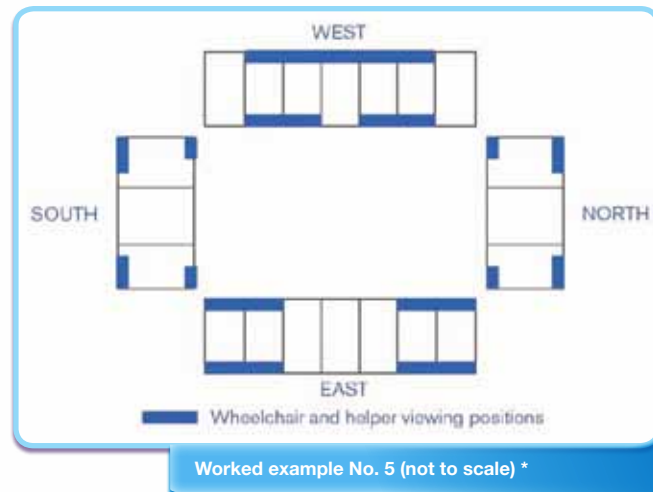 WEST
SOUTH
NORTH
EAST
Wheelchair and helper viewing positions
Worked example No. 5 (not to scale) *